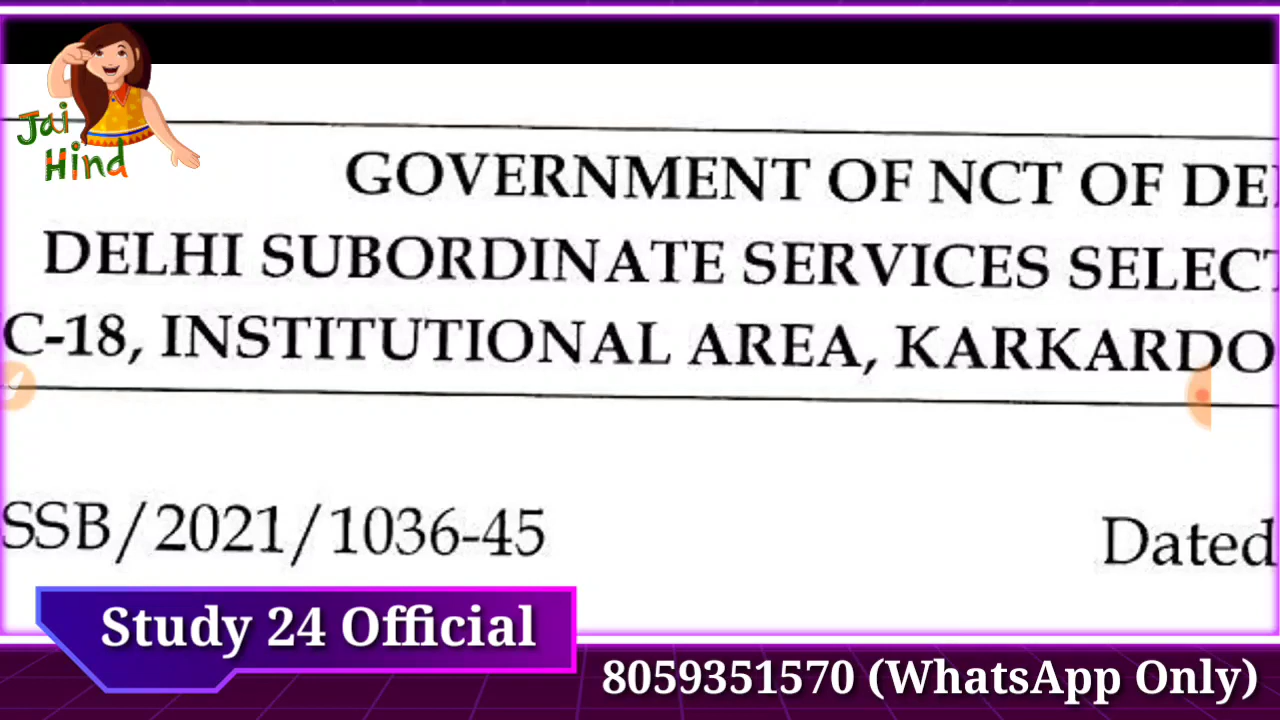 Jai
Hind
GOVERNMENT OF NCT OF DE
DELHI SUBORDINATE SERVICES SELECT
C-18, INSTITUTIONAL AREA, KARKARDO
SSB/2021/1036-45
Dated
Study 24 Official
8059351570 (WhatsApp Only)